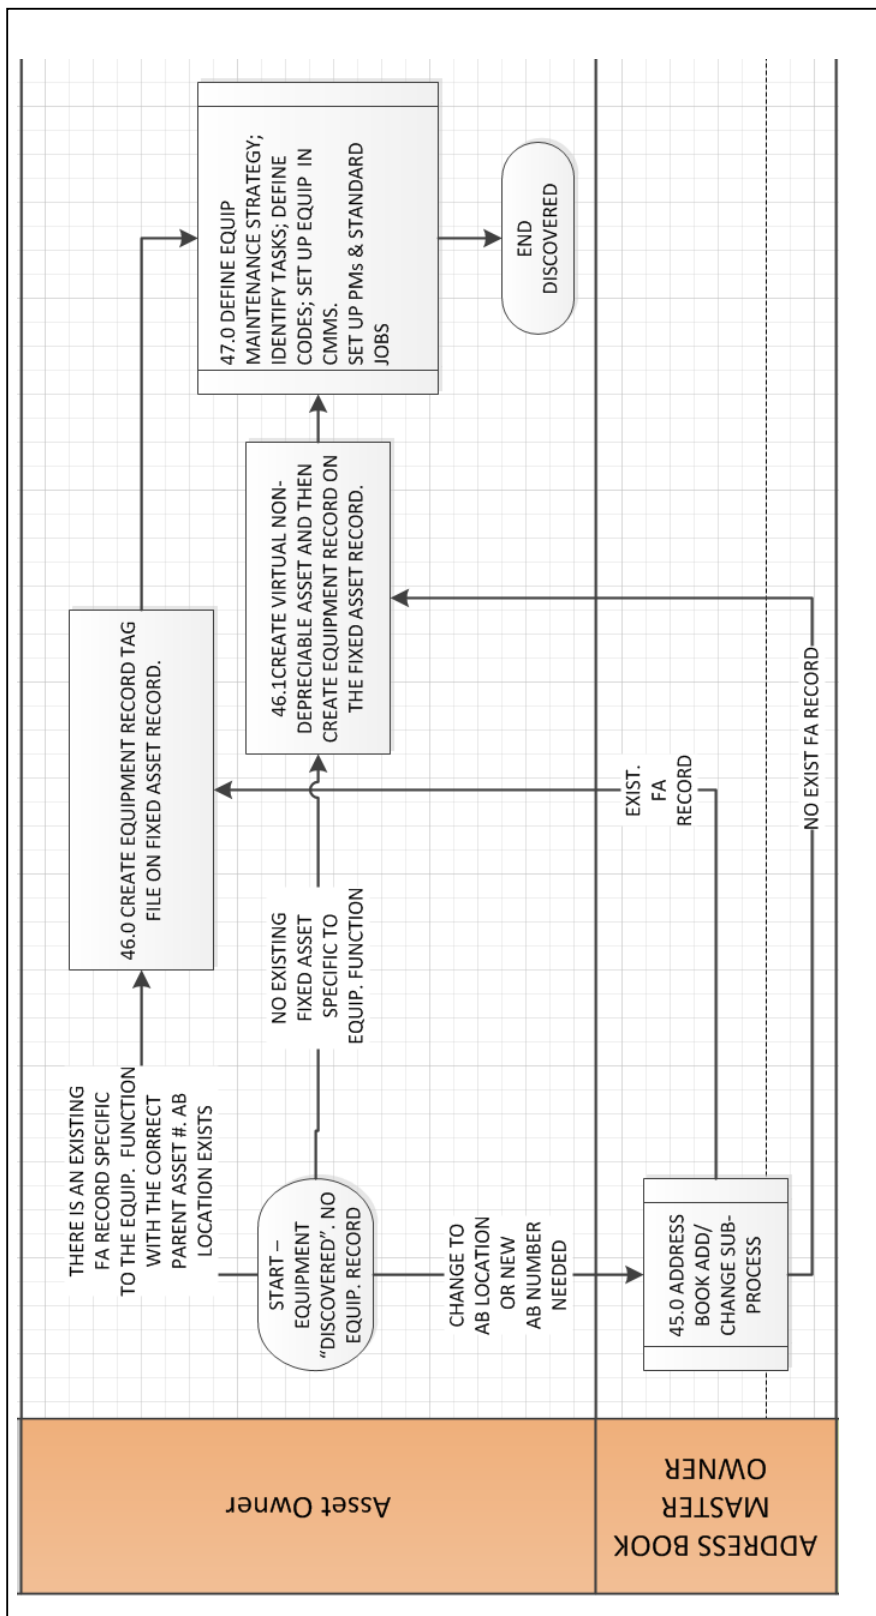 Asset Owner
THERE IS AN EXISTING
FA RECORD SPECIFIC
TO THE EQUIP. FUNCTION
WITH THE CORRECT
PARENT ASSET #. AB
LOCATION EXISTS
46.0 CREATE EQUIPMENT RECORD TAG
FILE ON FIXED ASSET RECORD.
START –
EQUIPMENT
“DISCOVERED”. NO
EQUIP. RECORD
NO EXISTING
FIXED ASSET
SPECIFIC TO
EQUIP. FUNCTION
46.1CREATE VIRTUAL NON-
DEPRECIABLE ASSET AND THEN
CREATE EQUIPMENT RECORD ON
THE FIXED ASSET RECORD.
47.0 DEFINE EQUIP
MAINTENANCE STRATEGY;
IDENTIFY TASKS; DEFINE
CODES; SET UP EQUIP IN
CMMS.
SET UP PMs & STANDARD
JOBS
END
DISCOVERED
CHANGE TO
AB LOCATION
OR NEW
AB NUMBER
NEEDED
ADDRESS BOOK
MASTER
OWNER
45.0 ADDRESS
BOOK ADD/
CHANGE SUB-
PROCESS
EXIST.
FA
RECORD
NO EXIST FA RECORD